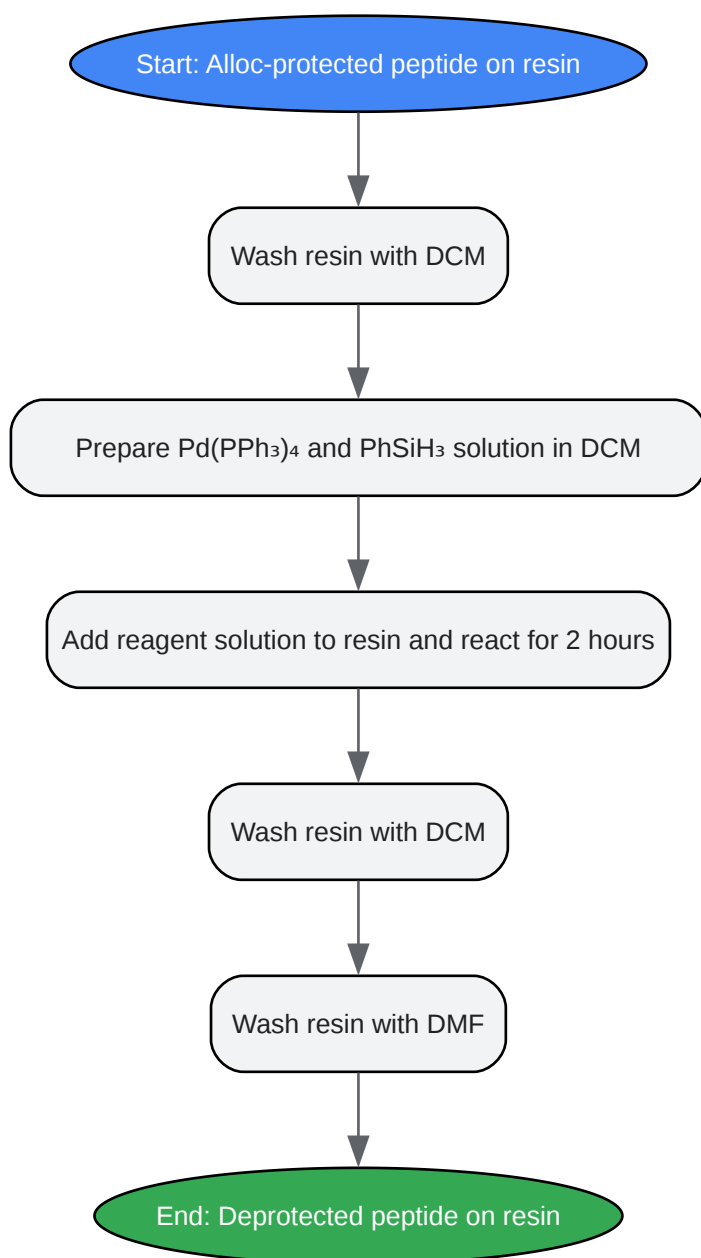 Start: Alloc-protected peptide on resin
Wash resin with DCM
Prepare Pd(PPh₃)₄ and PhSiH₃ solution in DCM
Add reagent solution to resin and react for 2 hours
Wash resin with DCM
Wash resin with DMF
End: Deprotected peptide on resin